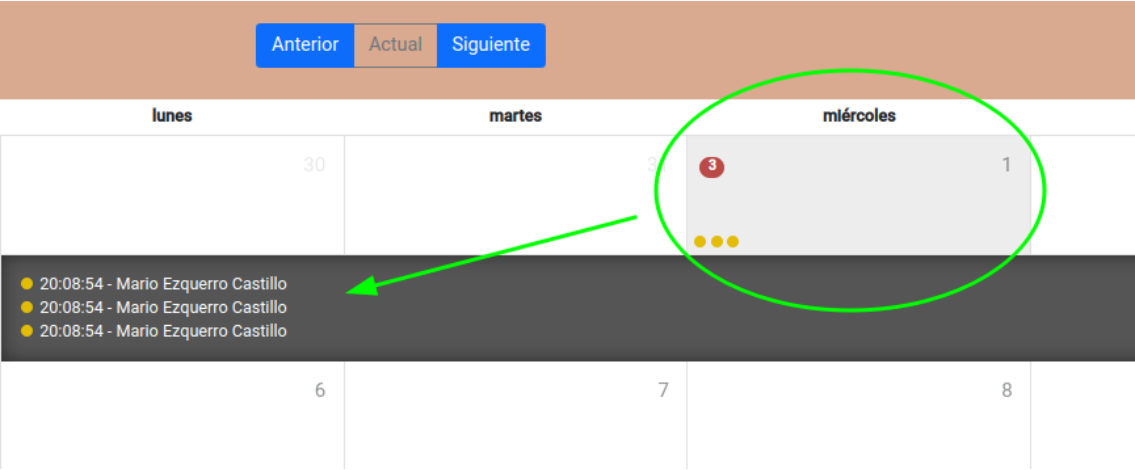 Anterior Actual Siguiente
lunes martes miércoles
30 3 3 1
20:08:54 - Mario Ezquerro Castillo
20:08:54 - Mario Ezquerro Castillo
20:08:54 - Mario Ezquerro Castillo
6 7 8